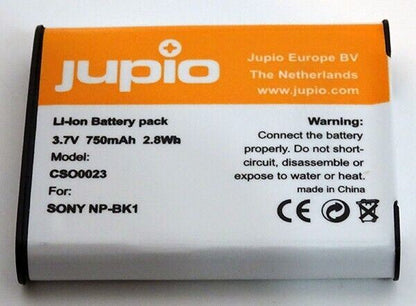 jupio
Jupio Europe BV
The Netherlands
www.jupio.com
LI-Ion Battery pack
3.7V 750mAh 2.8Wh
Model:
CSO0023
For:
SONY NP-BK1
Warning:
Connect the battery
properly. Do not short-
circuit, disassemble or
expose to water or heat.
made in China
CE